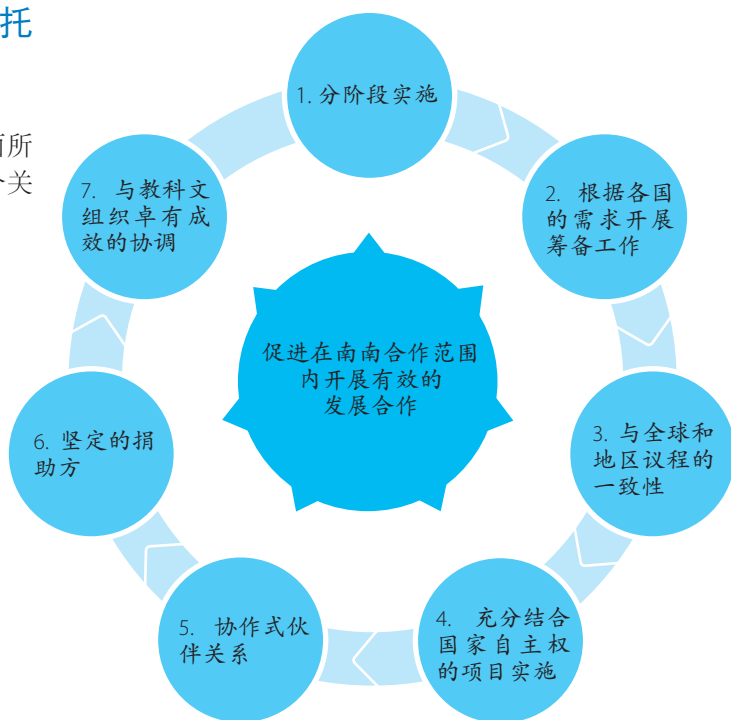 托
所
关
1. 分阶段实施
2. 根据各国
的需求开展
筹备工作
3. 与全球和
地区议程的
一致性
4. 充分结合
国家自主权
的项目实施
5. 协作式伙
伴关系
6. 坚定的捐
助方
7. 与教科文
组织卓有成
效的协调
促进在南南合作范围
内开展有效的
发展合作